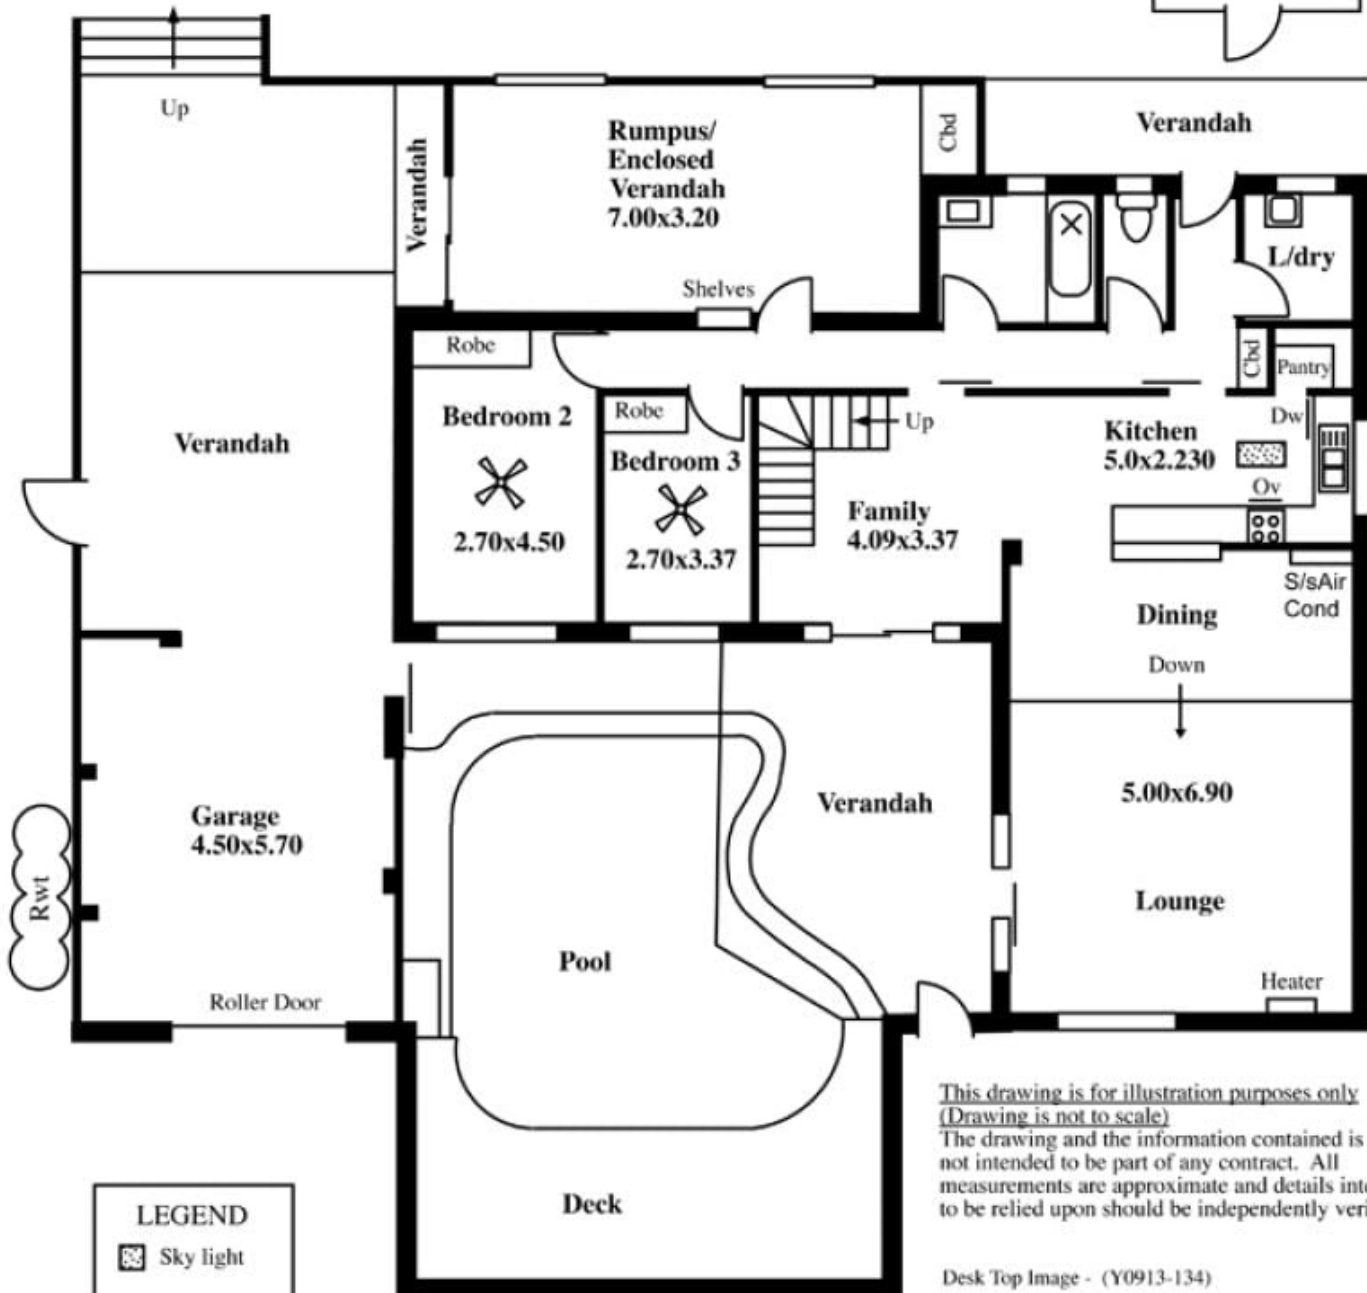 Up
Verandah
Rumpus/
Enclosed
Verandah
7.00x3.20
Cbd
Verandah
Shelves
L/dry
Robe
Cbd
Pantry
Bedroom 2
2.70x4.50
Robe
Bedroom 3
2.70x3.37
Up
Dw
Kitchen
5.0x2.230
Ov
Verandah
Family
4.09x3.37
S/sAir
Cond
Dining
Down
Verandah
5.00x6.90
Garage
4.50x5.70
Rwt
Lounge
Pool
Heater
Roller Door
Deck
This drawing is for illustration purposes only
(Drawing is not to scale)
The drawing and the information contained is
not intended to be part of any contract. All
measurements are approximate and details
to be relied upon should be independently
LEGEND
Sky light
Desk Top Image - (Y0913-134)